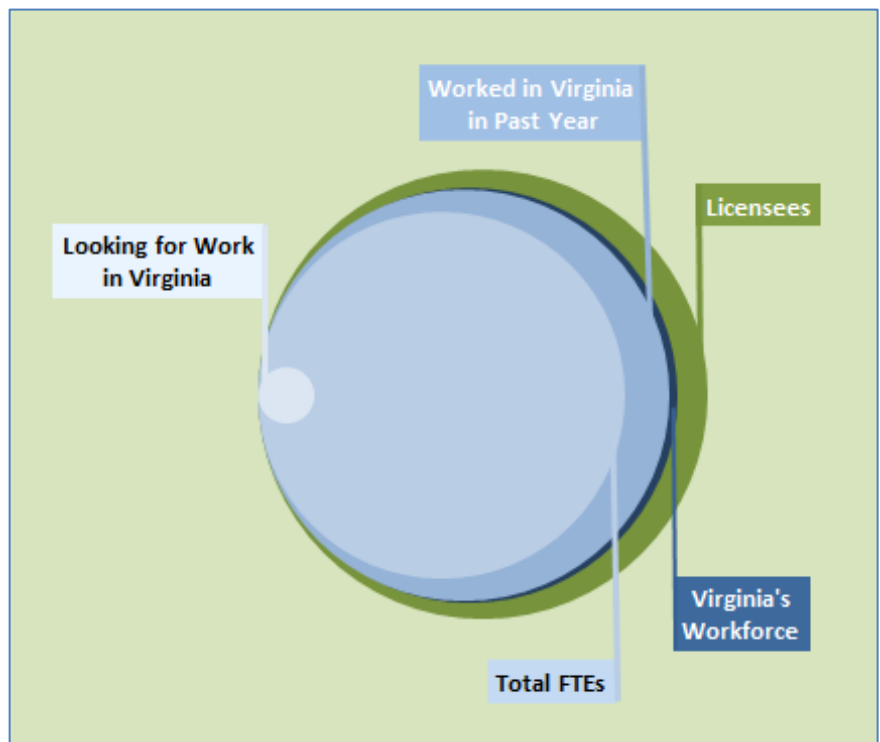 Worked in Virginia
in Past Year
Licensees
Looking for Work
in Virginia
Virginia's
Workforce
Total FTEs